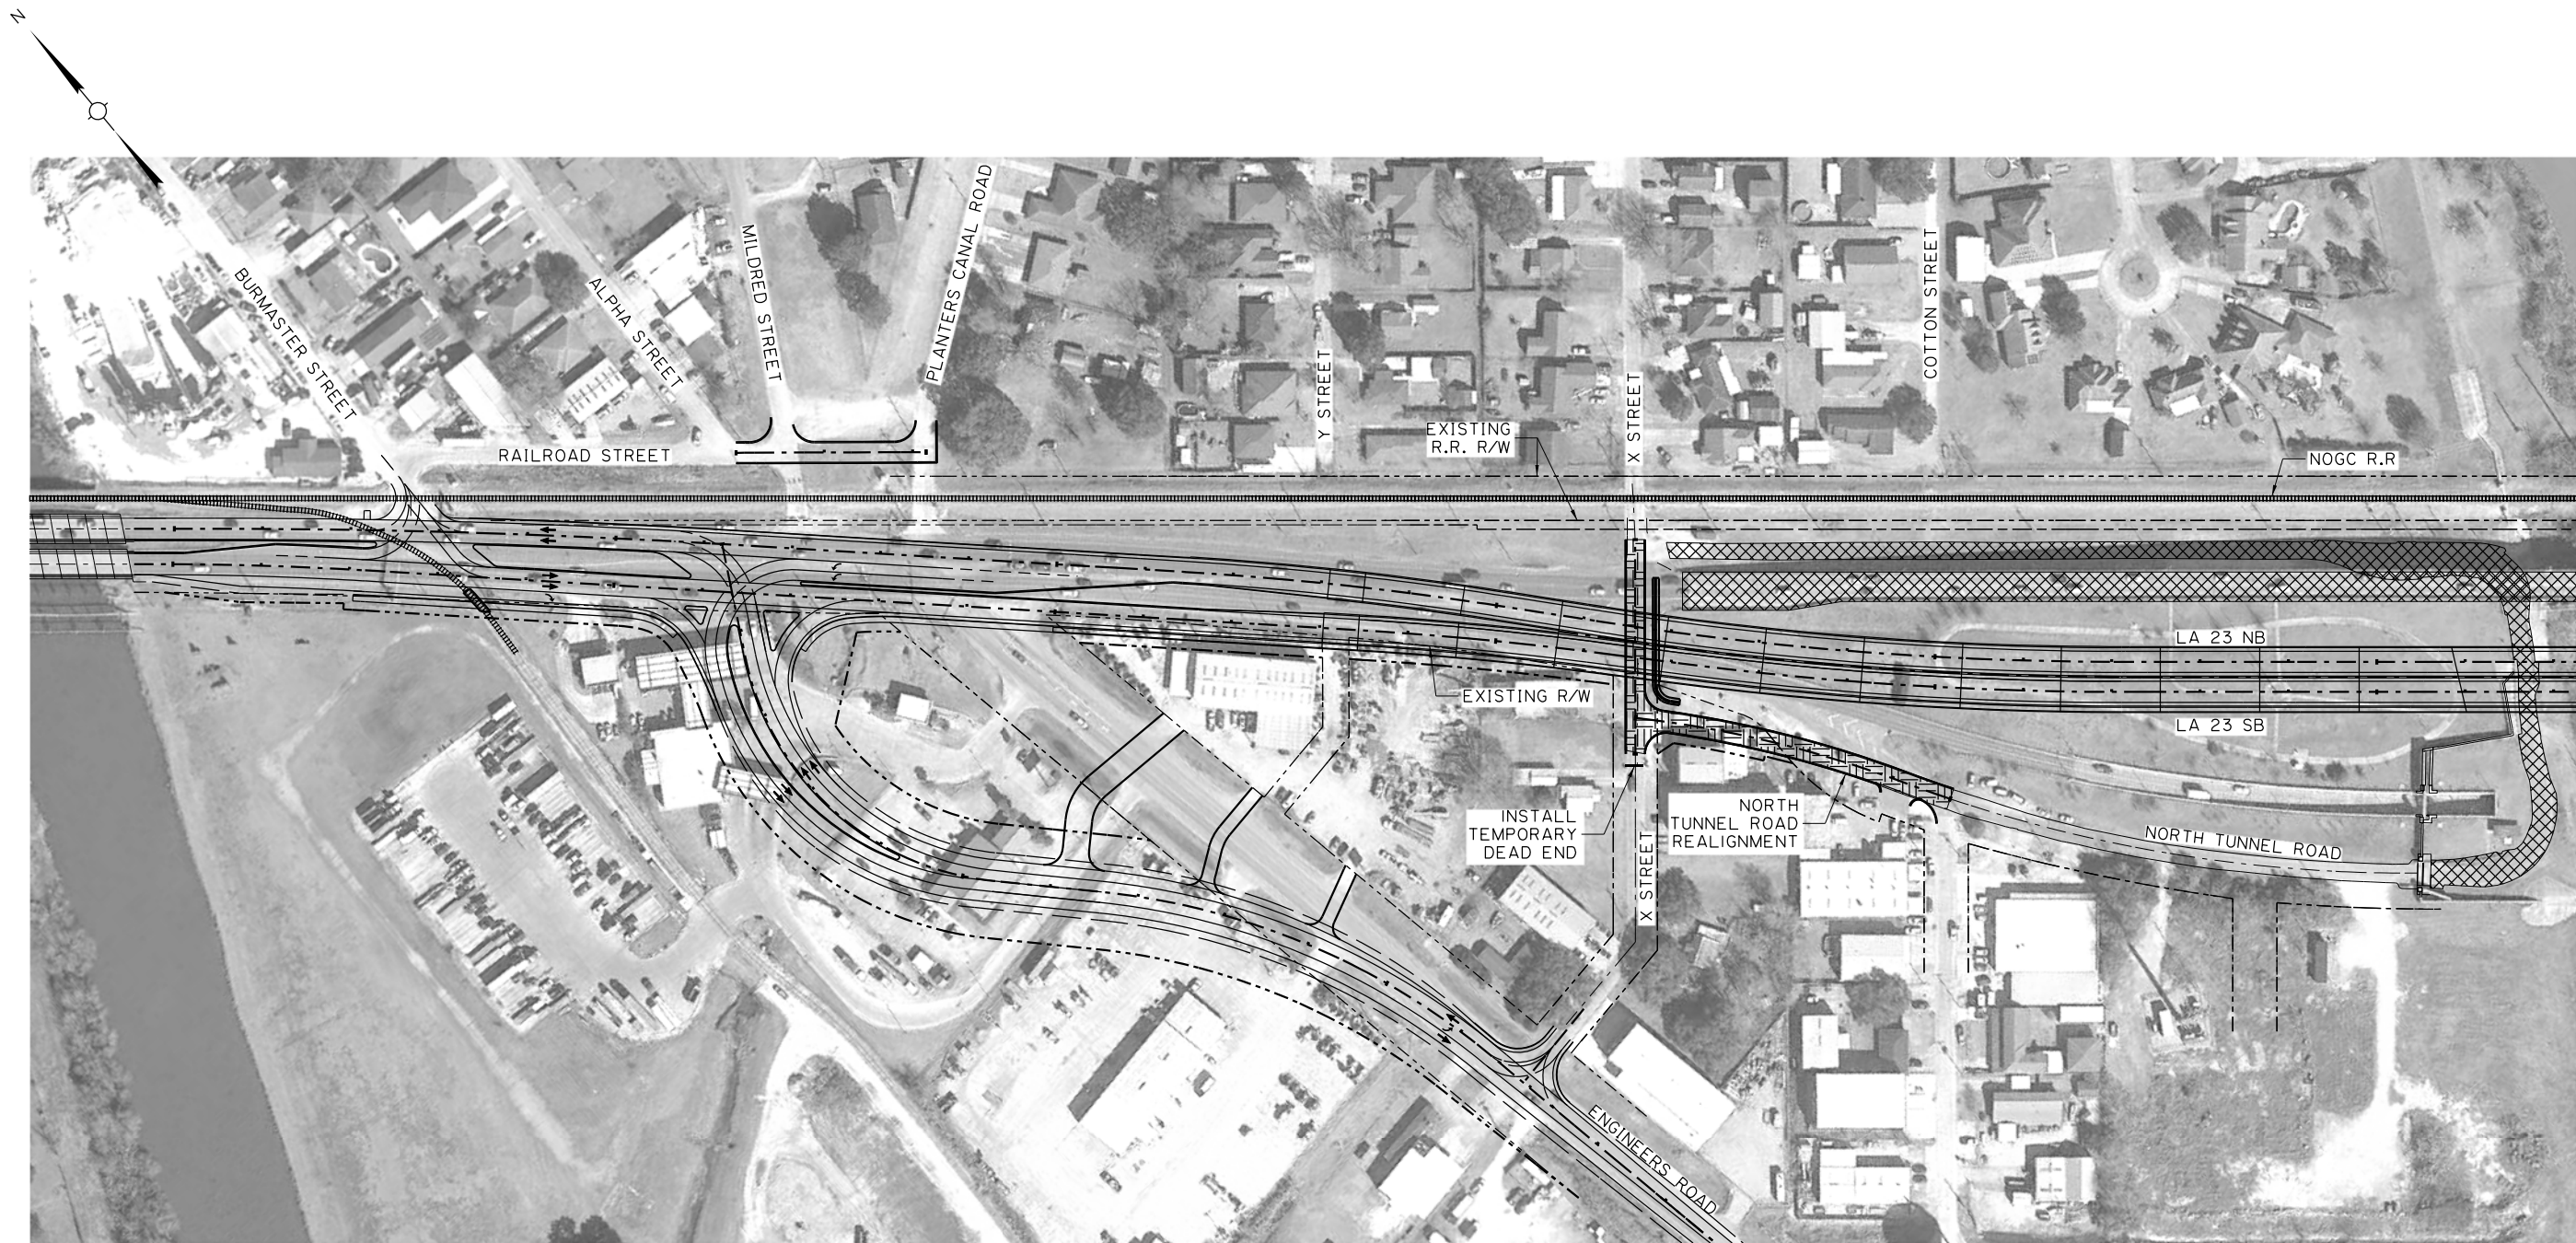 N
BURMASTER STREET
ALPHA STREET
MILDRED STREET
PLANTERS CANAL ROAD
Y STREET
X STREET
COTTON STREET
EXISTING
R.R. R/W
RAILROAD STREET
NOGC R.R
LA 23 NB
EXISTING R/W
LA 23 SB
INSTALL
TEMPORARY
DEAD END
NORTH
TUNNEL ROAD
REALIGNMENT
X STREET
NORTH TUNNEL ROAD
ENGINEERS ROAD